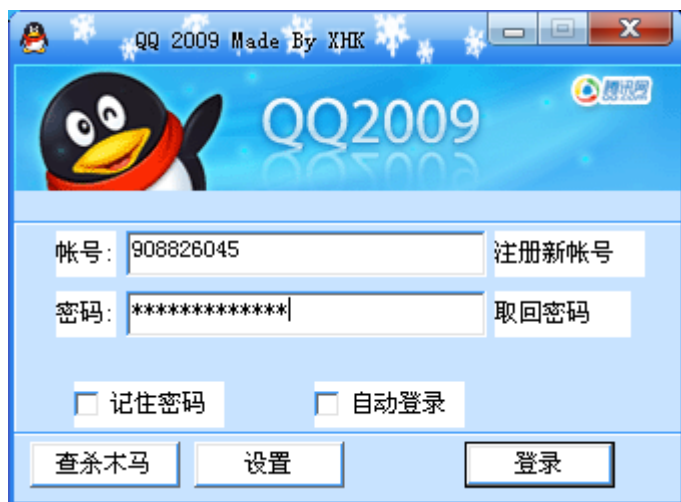 QQ 2009 Made By XHK
腾讯网
QQ2009
帐号: 908826045 注册新帐号
密码: ************* 取回密码
记住密码 自动登录
查杀木马 设置 登录